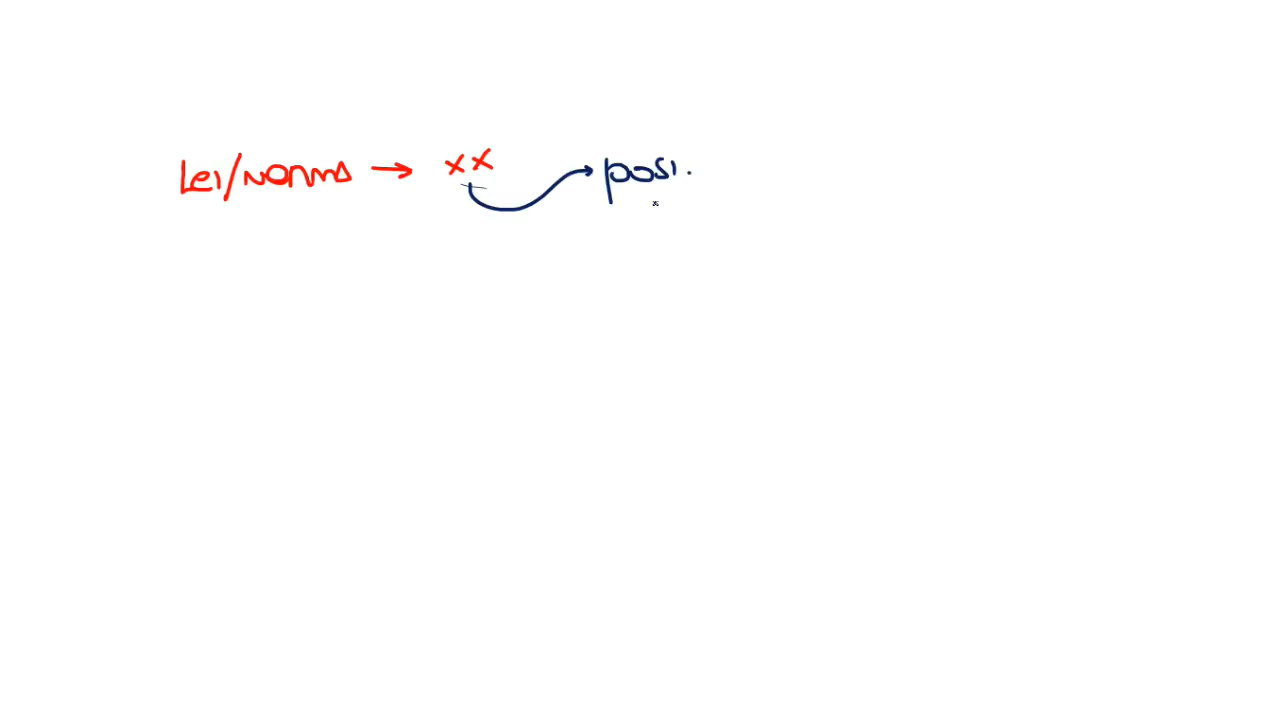 Lei/Norma → XX → posi.